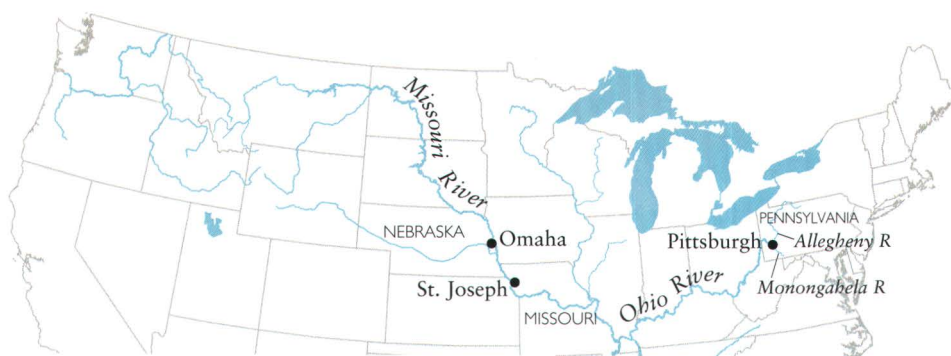 Missouri River
NEBRASKA
Omaha
St. Joseph
MISSOURI
Ohio River
Pittsburgh
PENNSYLVANIA
Allegheny R
Monongahela R